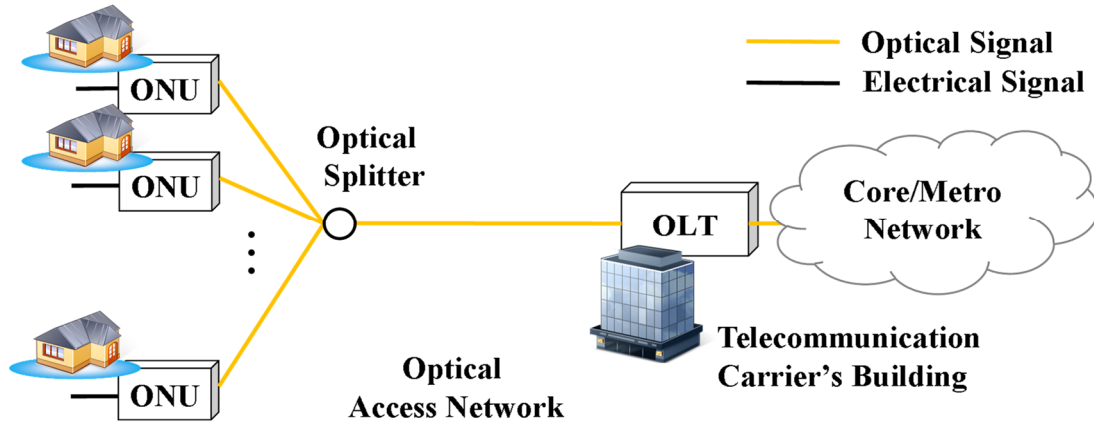 Optical Signal
Electrical Signal
ONU
ONU
Optical
Splitter
OLT
Core/Metro
Network
ONU
Optical
Access Network
Telecommunication
Carrier's Building